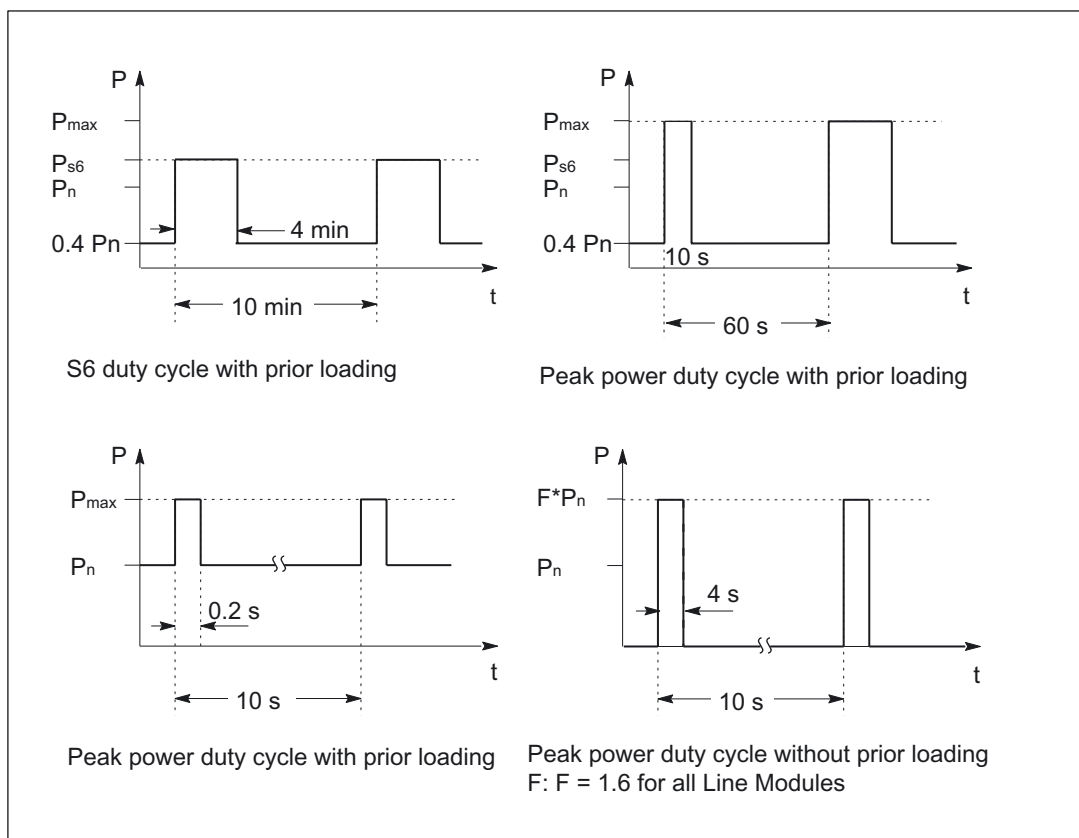 P
Pmax
Ps6
Pn
0.4 Pn
4 min
10 min
t
S6 duty cycle with prior loading
P
Pmax
Ps6
Pn
0.4 Pn
10 s
60 s
t
Peak power duty cycle with prior loading
P
Pmax
Pn
0.2 s
10 s
t
Peak power duty cycle with prior loading
P
F*Pn
Pn
4 s
10 s
t
Peak power duty cycle without prior loading
F: F = 1.6 for all Line Modules